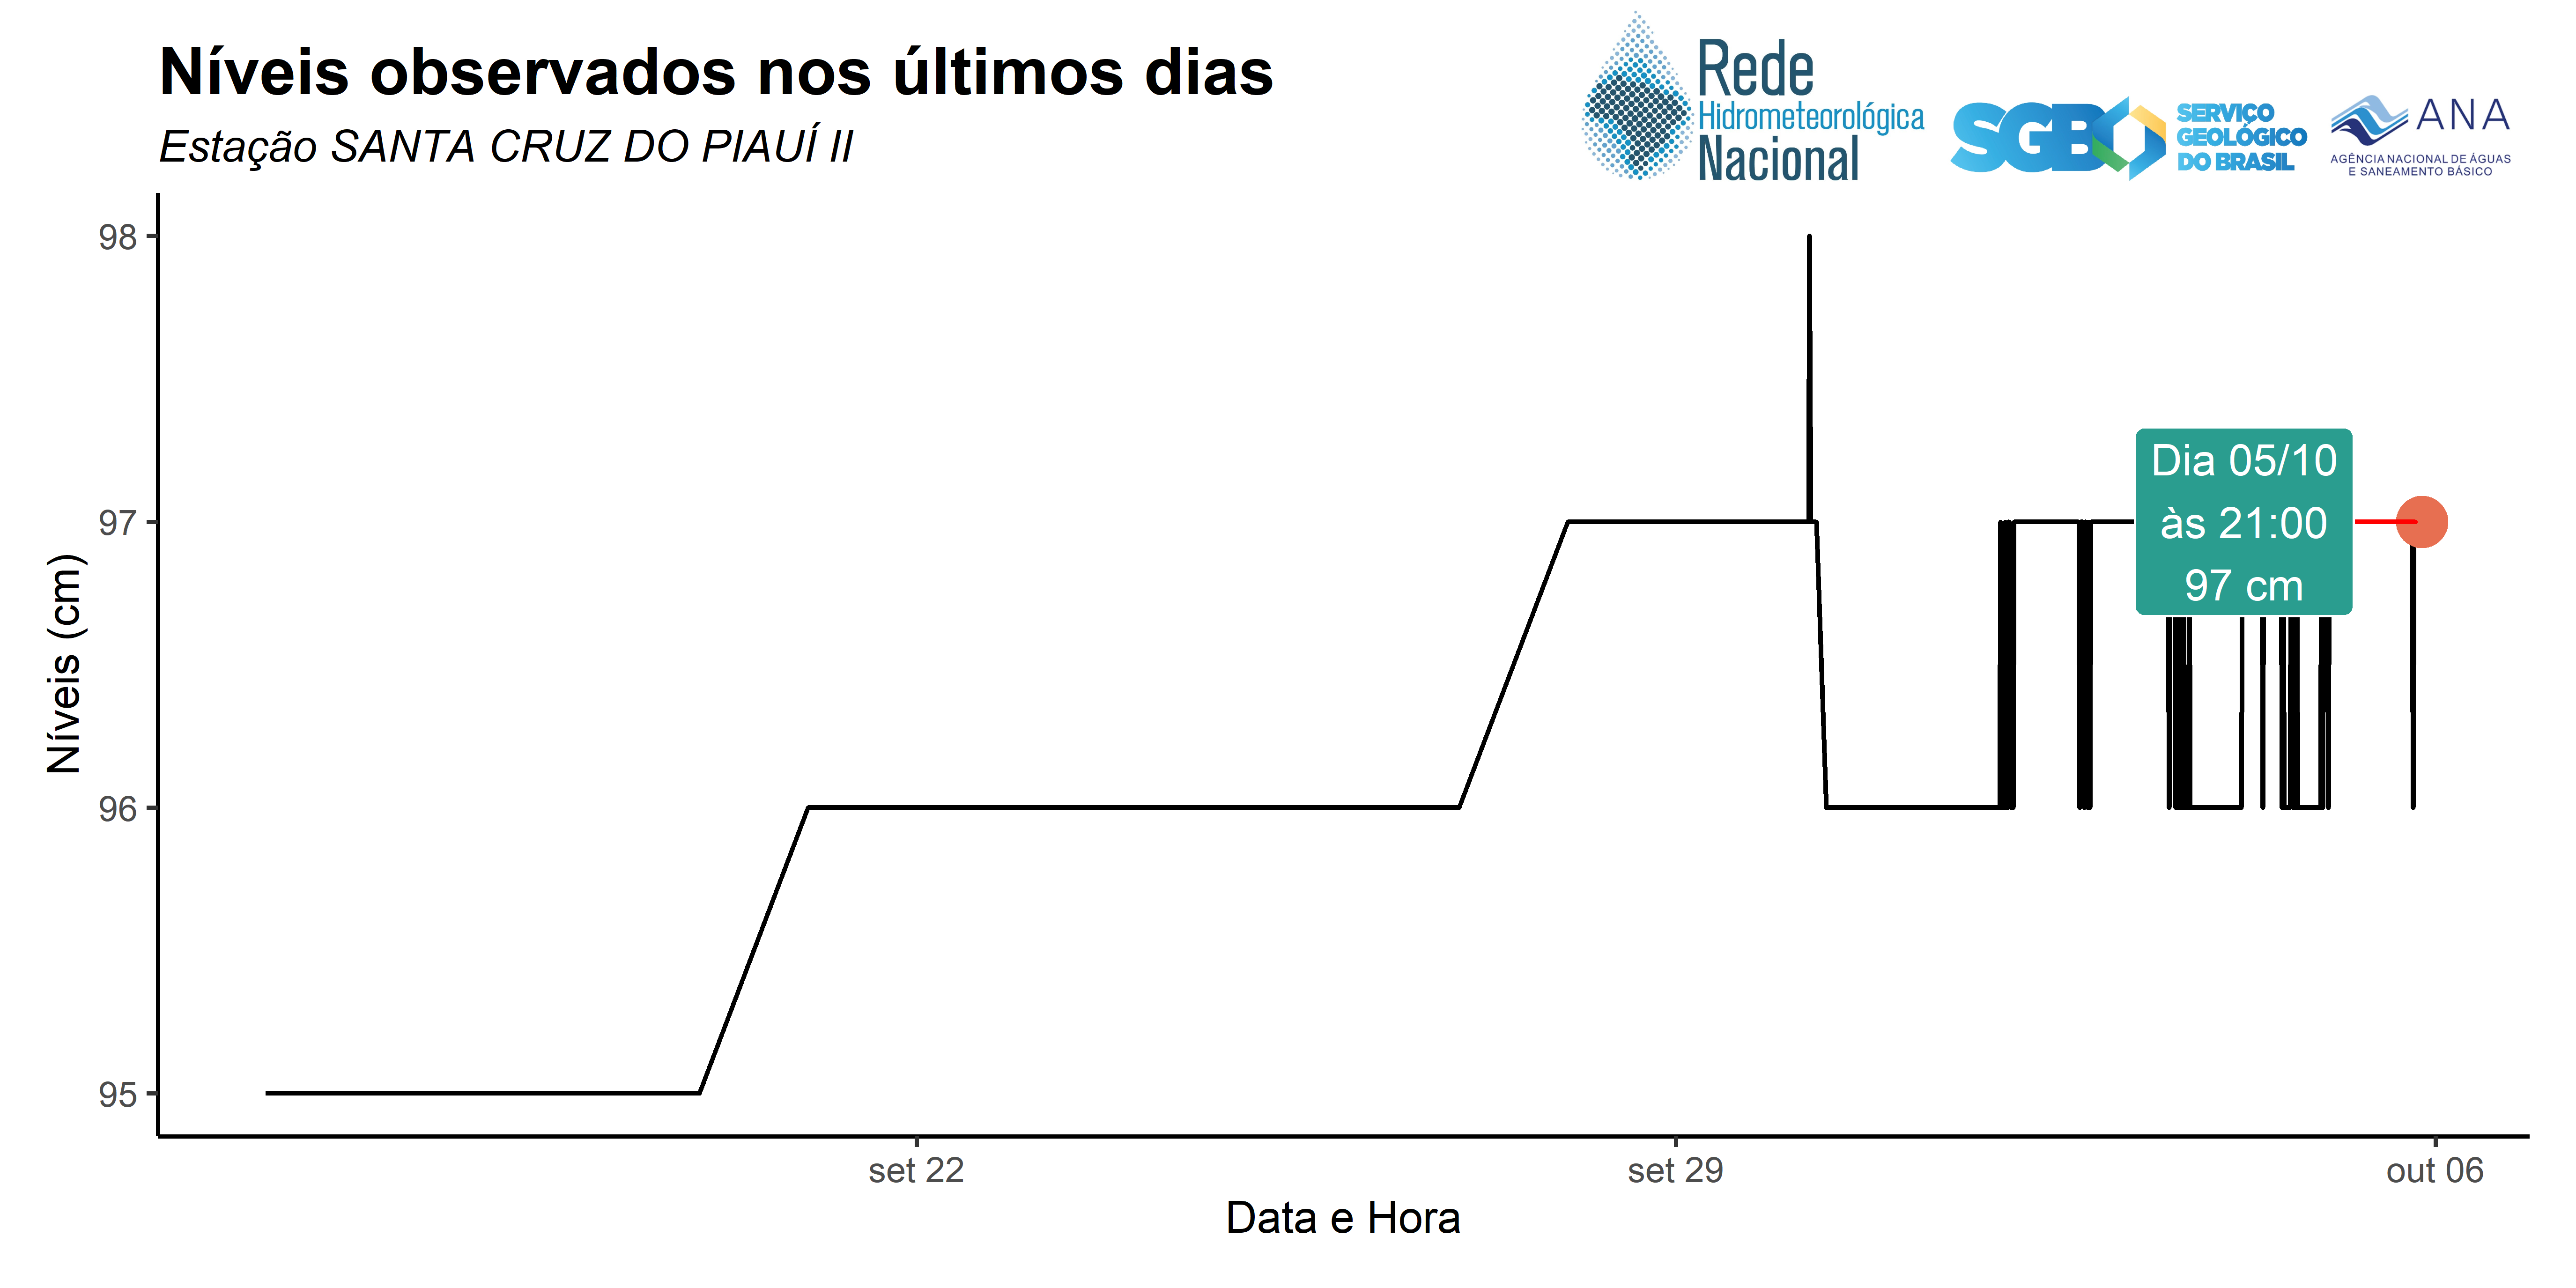 Níveis observados nos últimos dias
Estação SANTA CRUZ DO PIAUÍ II
Rede
Hidrometeorológica
Nacional
SGB
SERVIÇO
GEOLÓGICO
DO BRASIL
ANA
AGÊNCIA NACIONAL DE ÁGUAS
E SANEAMENTO BÁSICO
98
97
96
95
Níveis (cm)
Dia 05/10
às 21:00
97 cm
set 22
set 29
out 06
Data e Hora